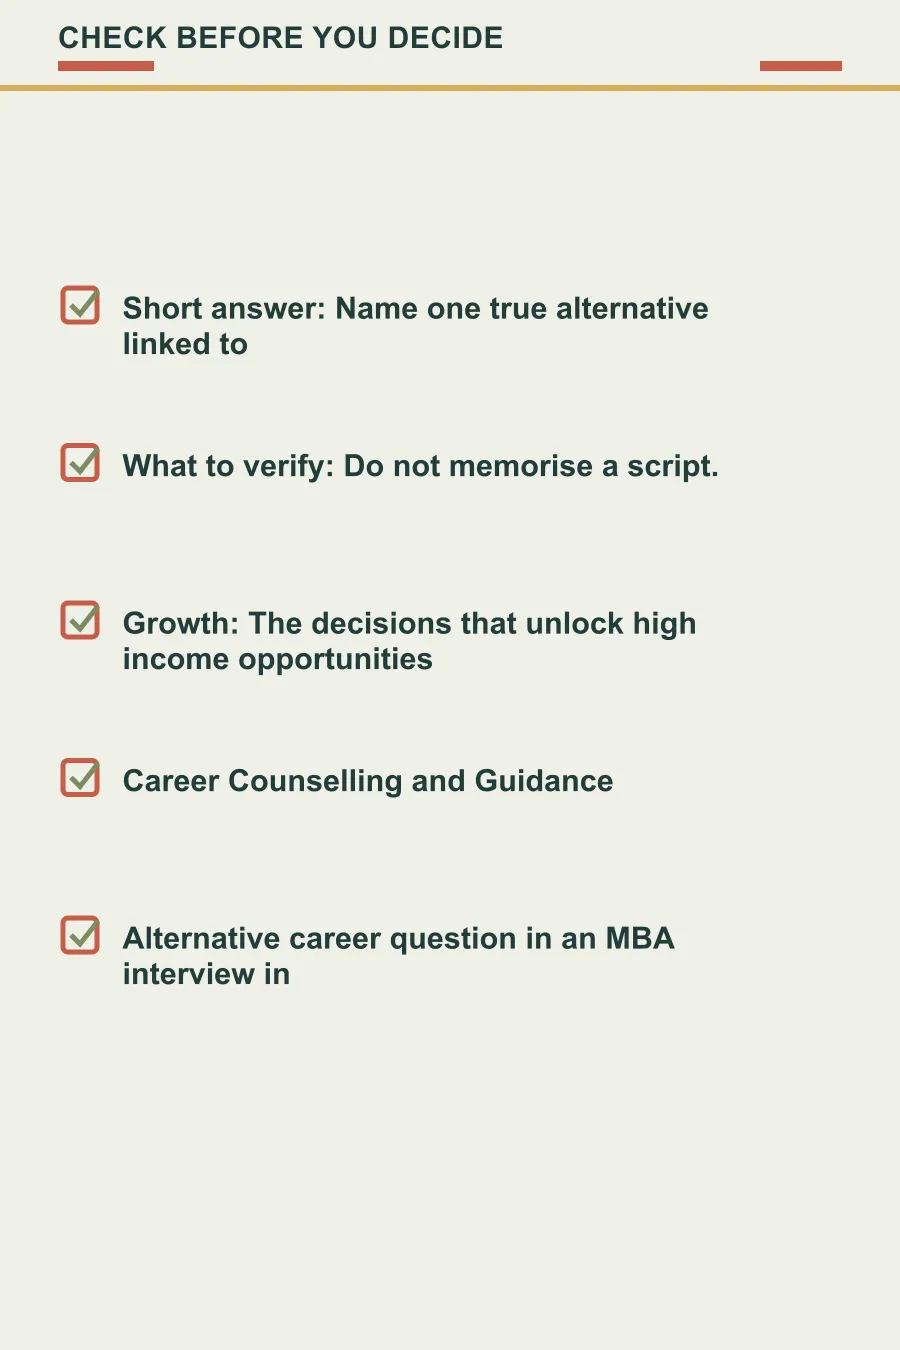 CHECK BEFORE YOU DECIDE
Short answer: Name one true alternative
linked to
What to verify: Do not memorise a script.
Growth: The decisions that unlock high
income opportunities
Career Counselling and Guidance
Alternative career question in an MBA
interview in